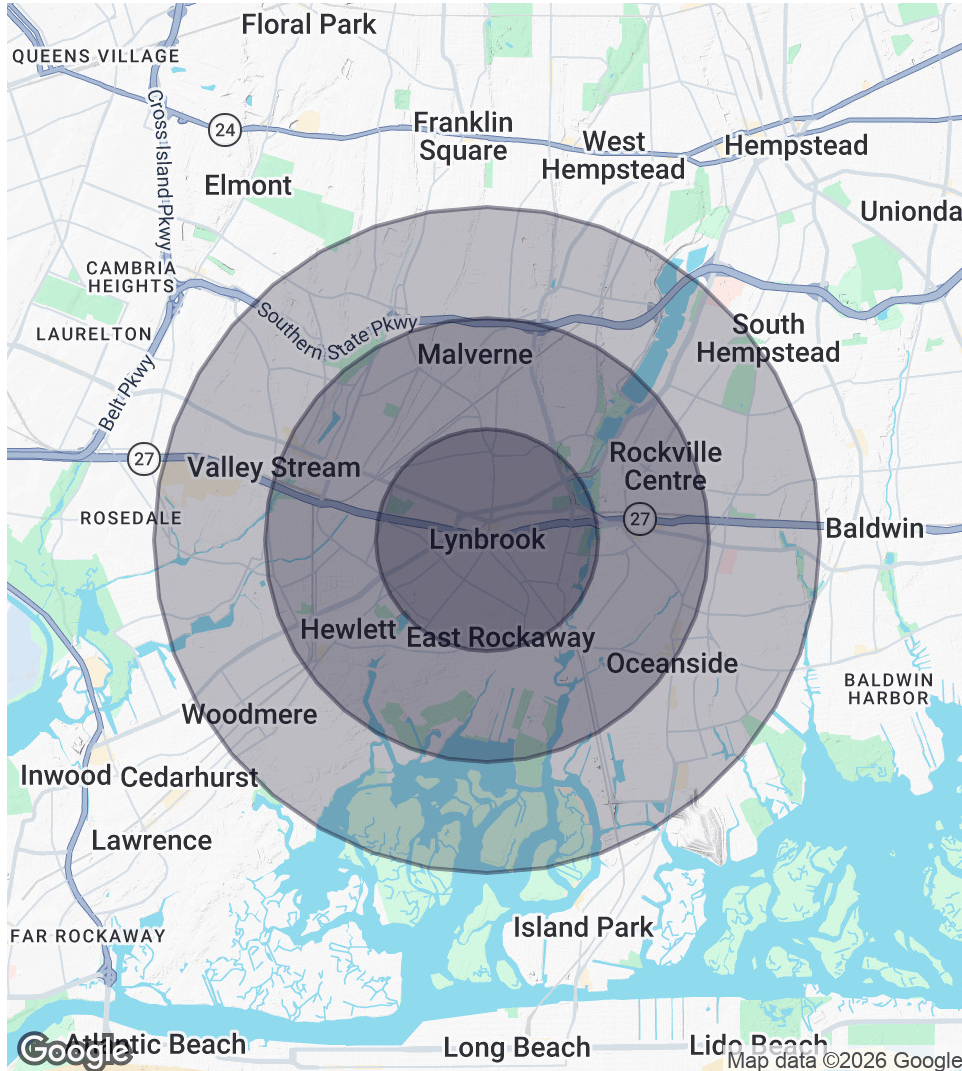 Floral Park
QUEENS VILLAGE
Cross Island Pkwy
24
Franklin
Square
West
Hempstead
Hempstead
Elmont
Unionda
CAMBRIA
HEIGHTS
Southern State Pkwy
LAURELTON
South
Hempstead
Malverne
Belt Pkwy
27
Valley Stream
Rockville
Centre
ROSEDALE
27
Lynbrook
Baldwin
Hewlett
East Rockaway
Oceanside
BALDWIN
HARBOR
Woodmere
Inwood
Cedarhurst
Lawrence
Island Park
FAR ROCKAWAY
Google
Atlantic Beach
Long Beach
Lido Beach
Map data ©2026 Google